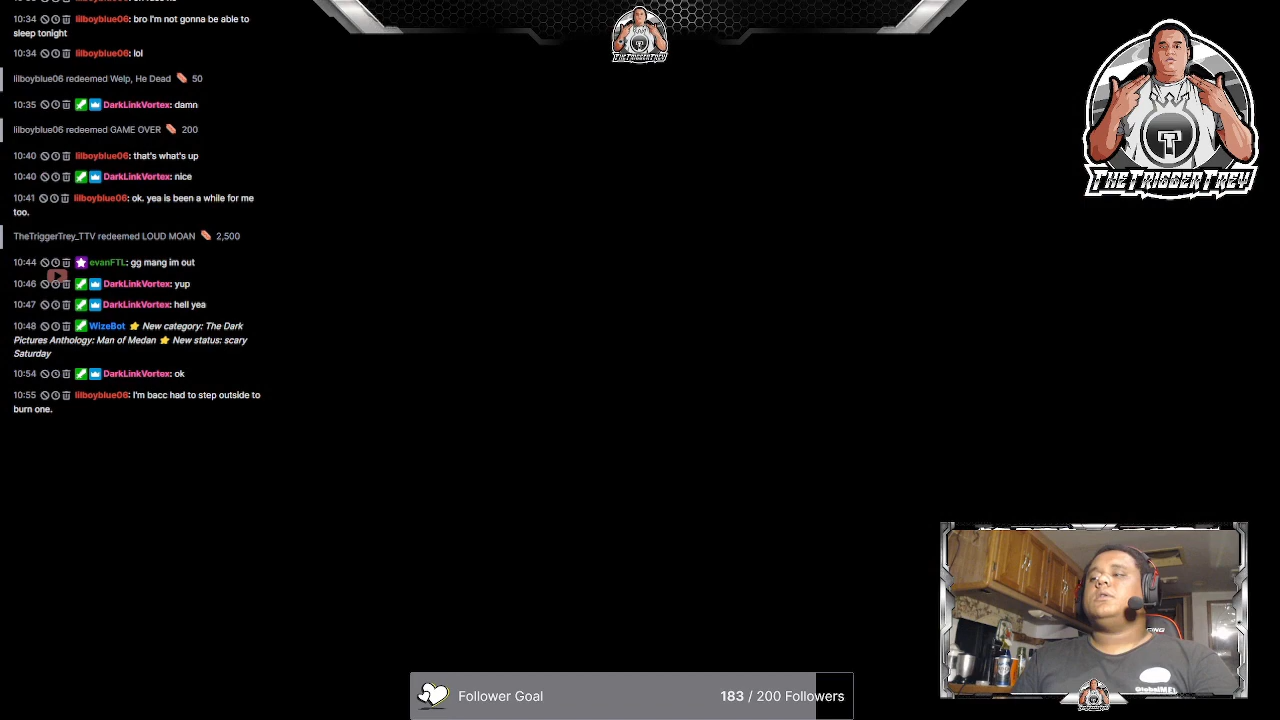 10:34 lilboyblue06: bro I'm not gonna be able to
sleep tonight
10:34 lilboyblue06: lol
lilboyblue06 redeemed Welp, He Dead 50
10:35 DarkLinkVortex: damn
lilboyblue06 redeemed GAME OVER 200
10:40 lilboyblue06: that's what's up
10:40 DarkLinkVortex: nice
10:41 lilboyblue06: ok. yea is been a while for me
too.
TheTriggerTrey_TTV redeemed LOUD MOAN 2,500
10:44 evanFTL: gg mang im out
10:46 DarkLinkVortex: yup
10:47 DarkLinkVortex: hell yea
10:48 WizeBot ⭐ New category: The Dark
Pictures Anthology: Man of Medan ⭐ New status: scary
Saturday
10:54 DarkLinkVortex: ok
10:55 lilboyblue06: I'm bacc had to step outside to
burn one.
THETRIGGERTREY
T
THETRIGGERTREY
Follower Goal 183 / 200 Followers